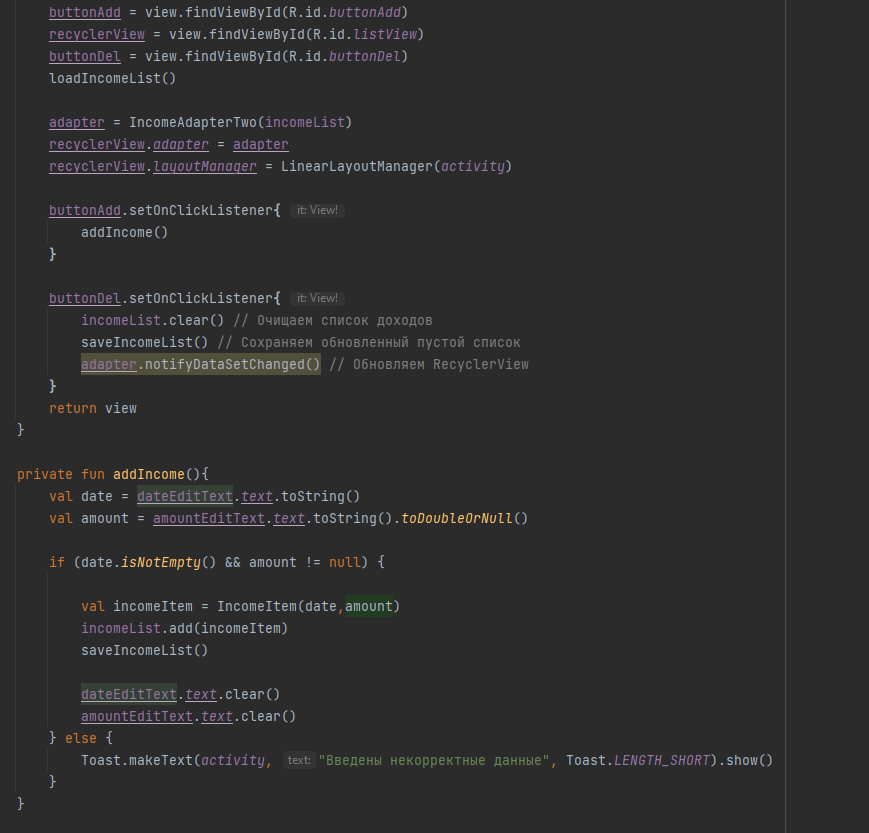 buttonAdd = view.findViewById(R.id.buttonAdd)
recyclerView = view.findViewById(R.id.listView)
buttonDel = view.findViewById(R.id.buttonDel)
loadIncomeList()
adapter = IncomeAdapterTwo(incomeList)
recyclerView.adapter = adapter
recyclerView.layoutManager = LinearLayoutManager(activity)
buttonAdd.setOnClickListener{ it: View!
addIncome()
}
buttonDel.setOnClickListener{ it: View!
incomeList.clear() // Очищаем список доходов
saveIncomeList() // Сохраняем обновленный пустой список
adapter.notifyDataSetChanged() // Обновляем RecyclerView
}
return view
}
private fun addIncome(){
val date = dateEditText.text.toString()
val amount = amountEditText.text.toString().toDoubleOrNull()
if (date.isNotEmpty() && amount != null) {
val incomeItem = IncomeItem(date,amount)
incomeList.add(incomeItem)
saveIncomeList()
dateEditText.text.clear()
amountEditText.text.clear()
} else {
Toast.makeText(activity, text: "Введены некорректные данные", Toast.LENGTH_SHORT).show()
}
}